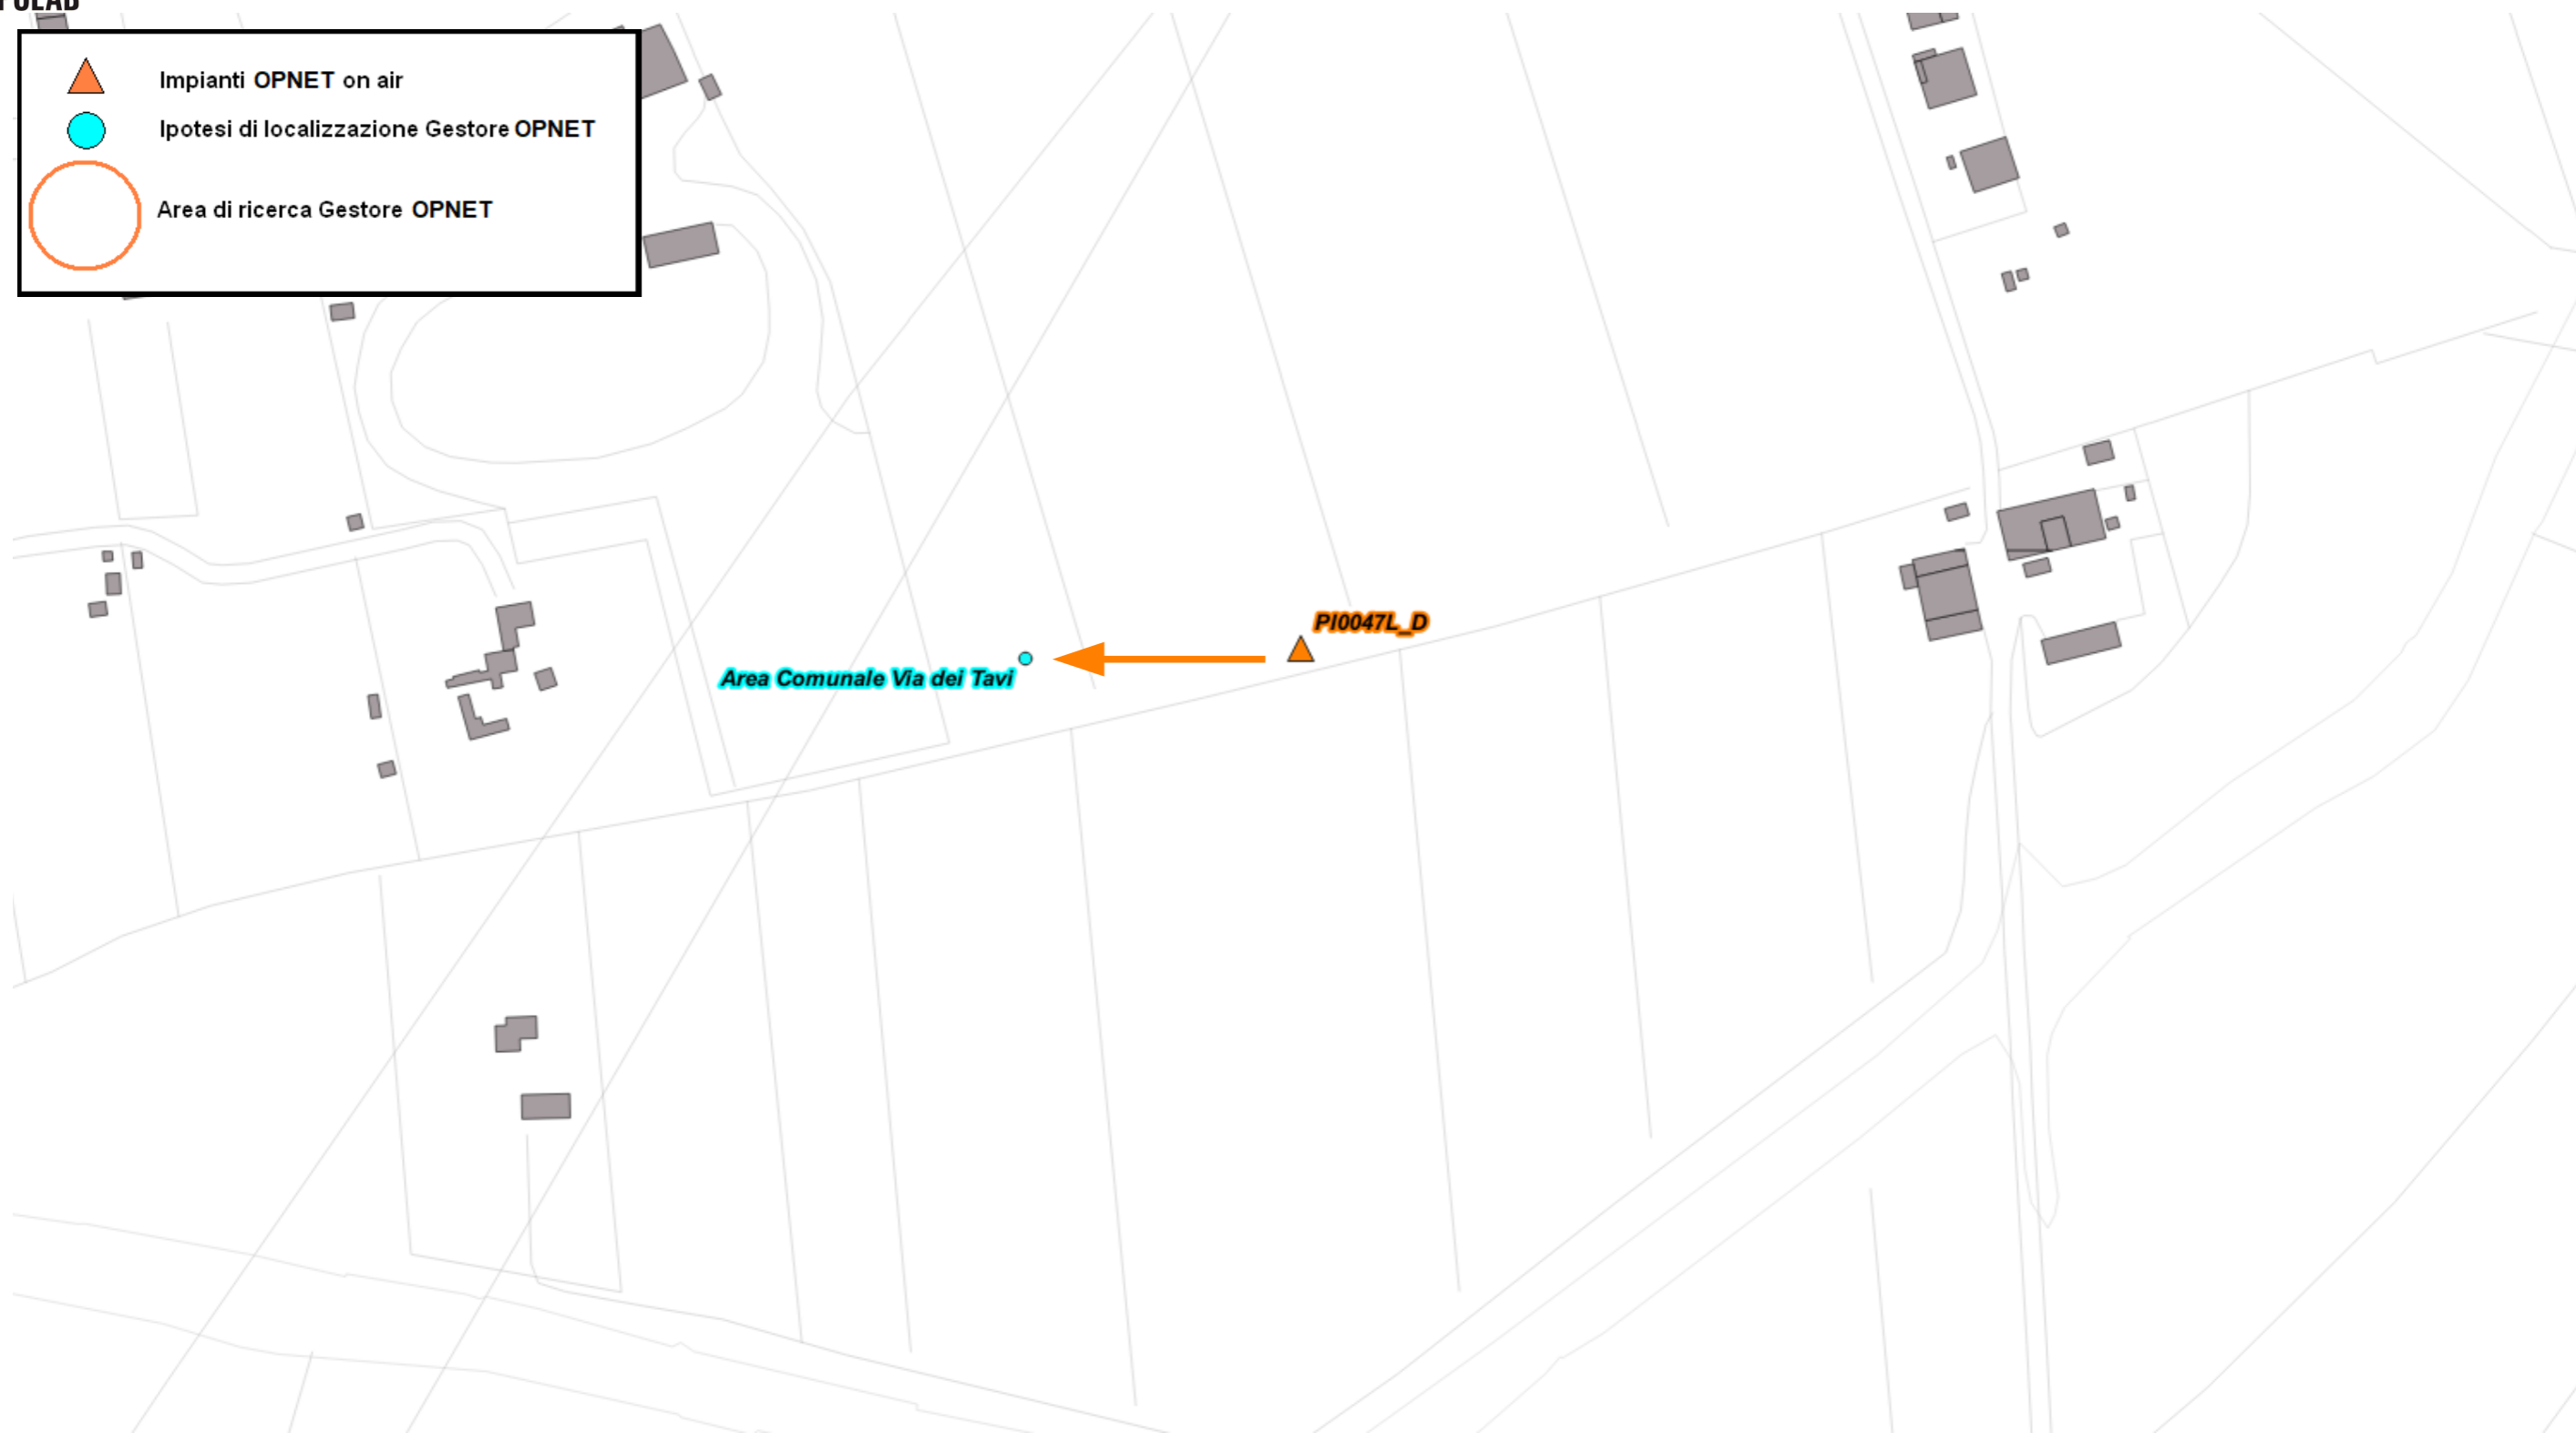 Impianti OPNET on air
Ipotesi di localizzazione Gestore OPNET
Area di ricerca Gestore OPNET
PI0047L_D
Area Comunale Via dei Tavi